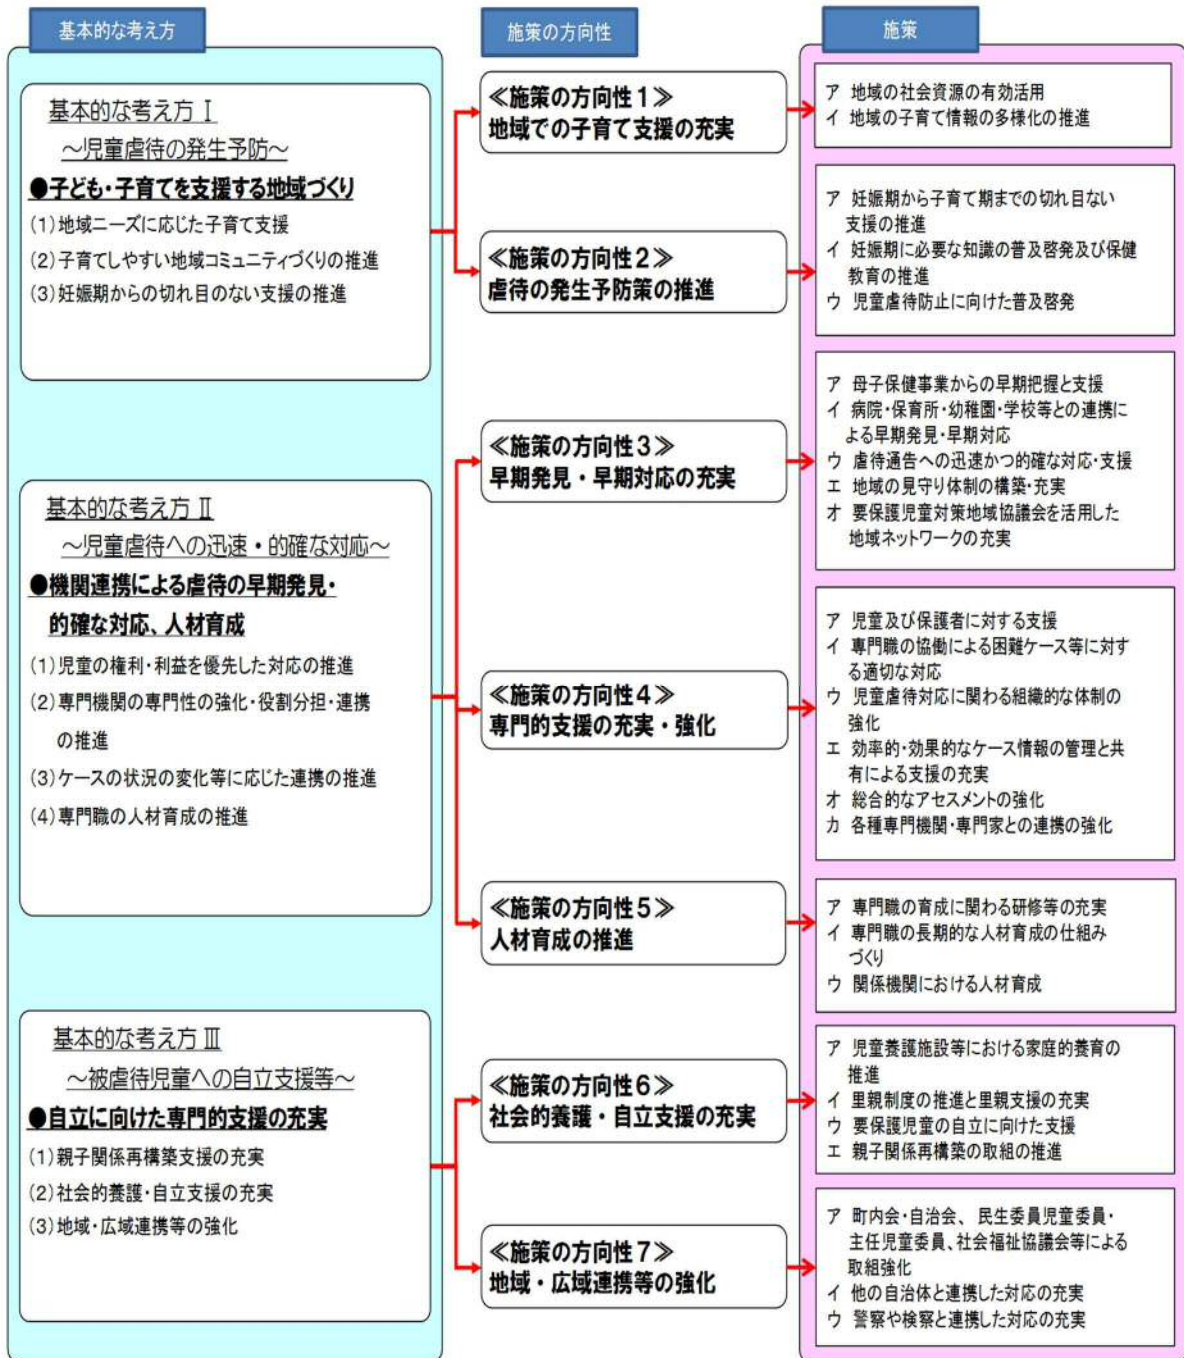 基本的な考え方
施策の方向性
施策
基本的な考え方 Ⅰ
～児童虐待の発生予防～
●子ども・子育てを支援する地域づくり
(1)地域ニーズに応じた子育て支援
(2)子育てしやすい地域コミュニティづくりの推進
(3)妊娠期からの切れ目のない支援の推進
≪施策の方向性１≫
地域での子育て支援の充実
ア 地域の社会資源の有効活用
イ 地域の子育て情報の多様化の推進
≪施策の方向性２≫
虐待の発生予防策の推進
ア 妊娠期から子育て期までの切れ目ない
支援の推進
イ 妊娠期に必要な知識の普及啓発及び保健
教育の推進
ウ 児童虐待防止に向けた普及啓発
基本的な考え方 Ⅱ
～児童虐待への迅速・的確な対応～
●機関連携による虐待の早期発見・
的確な対応、人材育成
(1)児童の権利・利益を優先した対応の推進
(2)専門機関の専門性の強化・役割分担・連携
の推進
(3)ケースの状況の変化等に応じた連携の推進
(4)専門職の人材育成の推進
≪施策の方向性３≫
早期発見・早期対応の充実
ア 母子保健事業からの早期把握と支援
イ 病院・保育所・幼稚園・学校等との連携に
よる早期発見・早期対応
ウ 虐待通告への迅速かつ的確な対応・支援
エ 地域の見守り体制の構築・充実
オ 要保護児童対策地域協議会を活用した
地域ネットワークの充実
≪施策の方向性４≫
専門的支援の充実・強化
ア 児童及び保護者に対する支援
イ 専門職の協働による困難ケース等に対す
る適切な対応
ウ 児童虐待対応に関わる組織的な体制の
強化
エ 効率的・効果的なケース情報の管理と共
有による支援の充実
オ 総合的なアセスメントの強化
カ 各種専門機関・専門家との連携の強化
≪施策の方向性５≫
人材育成の推進
ア 専門職の育成に関わる研修等の充実
イ 専門職の長期的な人材育成の仕組み
づくり
ウ 関係機関における人材育成
基本的な考え方 Ⅲ
～被虐待児童への自立支援等～
●自立に向けた専門的支援の充実
(1)親子関係再構築支援の充実
(2)社会的養護・自立支援の充実
(3)地域・広域連携等の強化
≪施策の方向性６≫
社会的養護・自立支援の充実
ア 児童養護施設等における家庭的養育の
推進
イ 里親制度の推進と里親支援の充実
ウ 要保護児童の自立に向けた支援
エ 親子関係再構築の取組の推進
≪施策の方向性７≫
地域・広域連携等の強化
ア 町内会・自治会、民生委員児童委員・
主任児童委員、社会福祉協議会等による
取組強化
イ 他の自治体と連携した対応の充実
ウ 警察や検察と連携した対応の充実